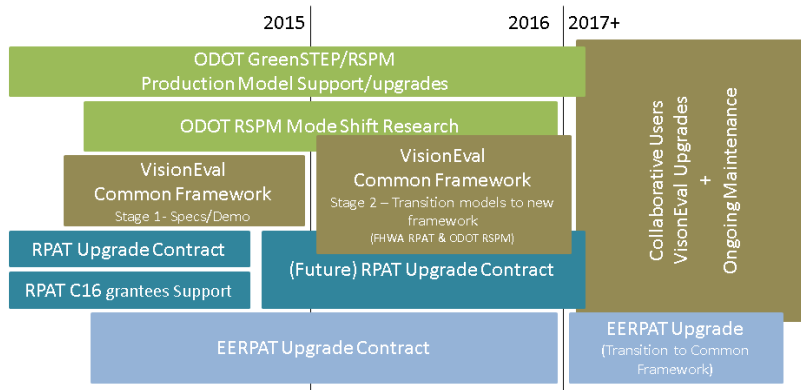 2015
2016
2017+
ODOT GreenSTEP/RSPM
Production Model Support/upgrades
ODOT RSPM Mode Shift Research
VisionEval
Common Framework
Stage 1- Specs/Demo
VisionEval
Common Framework
Stage 2 – Transition models to new
framework
(FHWA RPAT & ODOT RSPM)
Collaborative Users
VisonEval Upgrades
+
Ongoing Maintenance
RPAT Upgrade Contract
RPAT C16 grantees Support
(Future) RPAT Upgrade Contract
EERPAT Upgrade Contract
EERPAT Upgrade
(Transition to Common
Framework)